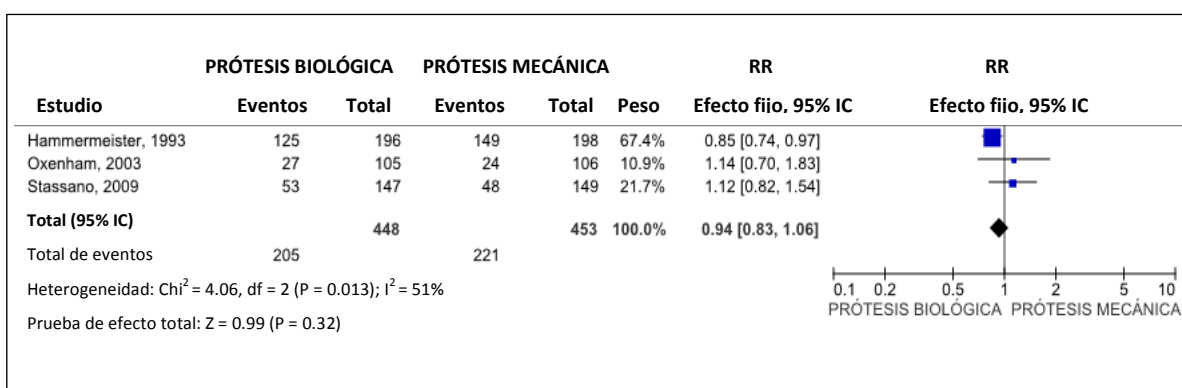 PRÓTESIS BIOLÓGICA PRÓTESIS MECÁNICA RR RR
Estudio Eventos Total Eventos Total Peso Efecto fijo, 95% IC Efecto fijo, 95% IC
Hammermeister, 1993 125 196 149 198 67.4% 0.85 [0.74, 0.97]
Oxenham, 2003 27 105 24 106 10.9% 1.14 [0.70, 1.83]
Stassano, 2009 53 147 48 149 21.7% 1.12 [0.82, 1.54]
Total (95% IC) 448 453 100.0% 0.94 [0.83, 1.06]
Total de eventos 205 221
Heterogeneidad: Chi² = 4.06, df = 2 (P = 0.013); I² = 51%
Prueba de efecto total: Z = 0.99 (P = 0.32)
0.1 0.2 0.5 1 2 5 10
PRÓTESIS BIOLÓGICA PRÓTESIS MECÁNICA